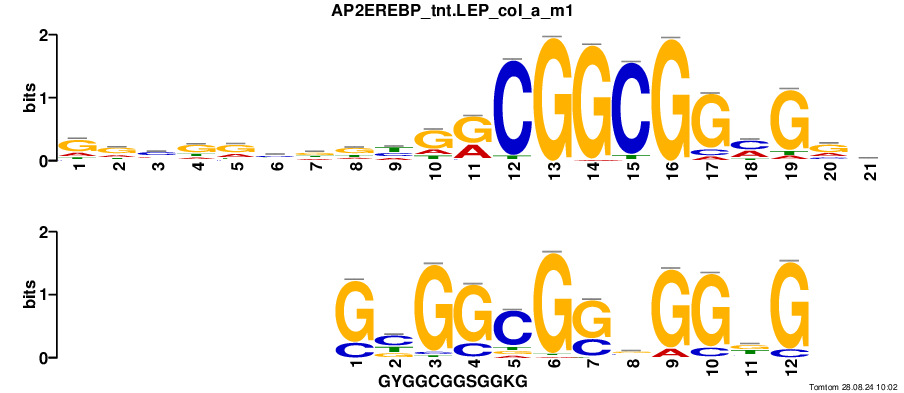 AP2EREBP_tnt.LEP_col_a_m1
2
1
0
bits
1 2 3 4 5 6 7 8 9 10 11 12 13 14 15 16 17 18 19 20 21
2
1
0
bits
1 2 3 4 5 6 7 8 9 10 11 12
GYGGCGGSGGKG
Tomtom 28.08.24 10:02